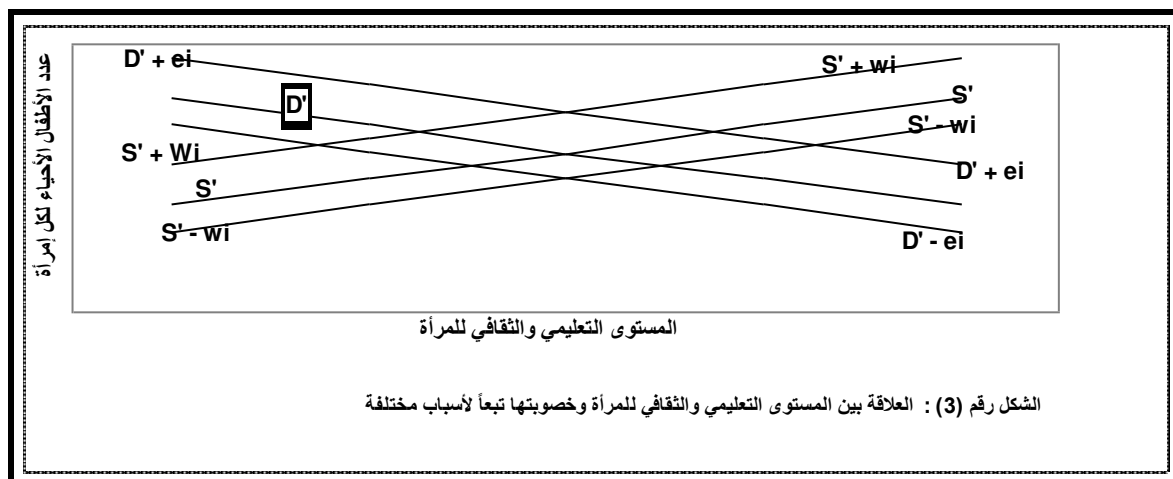 عدد الأطفال الأحياء لكل إمرأة
D' + ei
S' + wi
D'
S'
S' - wi
S' + Wi
D' + ei
S'
S' - wi
D' - ei
المستوى التعليمي والثقافي للمرأة
الشكل رقم (3) : العلاقة بين المستوى التعليمي والثقافي للمرأة وخصوبتها تبعاً لأسباب مختلفة